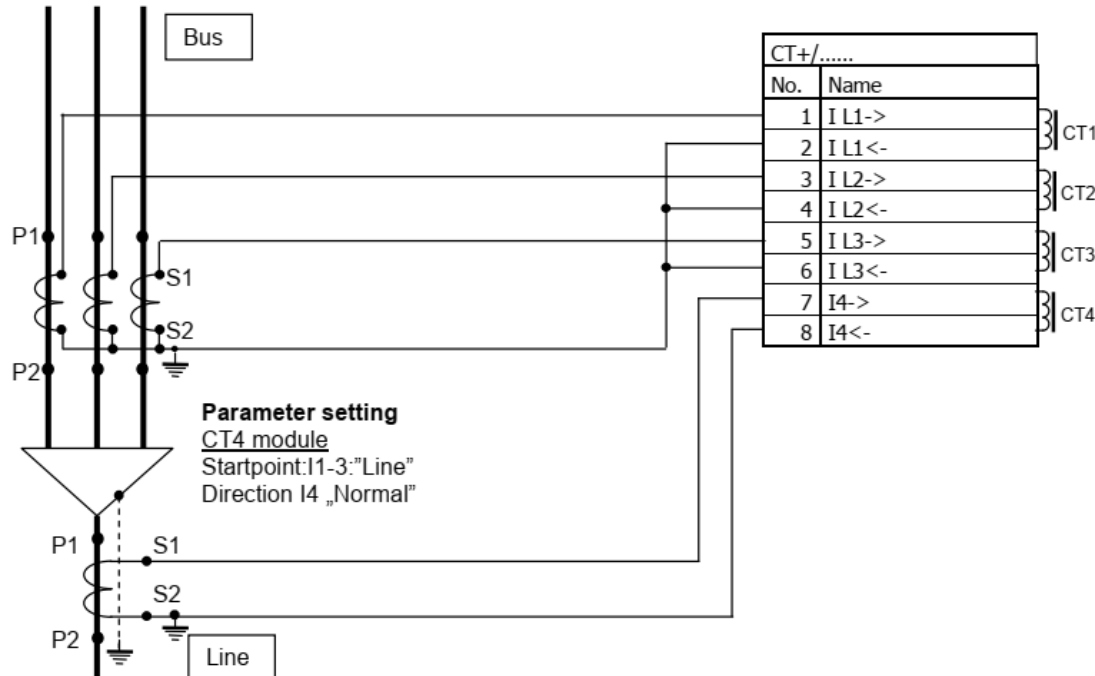 Bus
CT+/......
No. Name
1 I L1->
2 I L1<-
CT1
3 I L2->
4 I L2<-
CT2
5 I L3->
6 I L3<-
CT3
7 I4->
8 I4<-
CT4
P1
S1
S2
P2
Parameter setting
CT4 module
Startpoint:I1-3:”Line”
Direction I4 „Normal”
P1
S1
S2
P2
Line